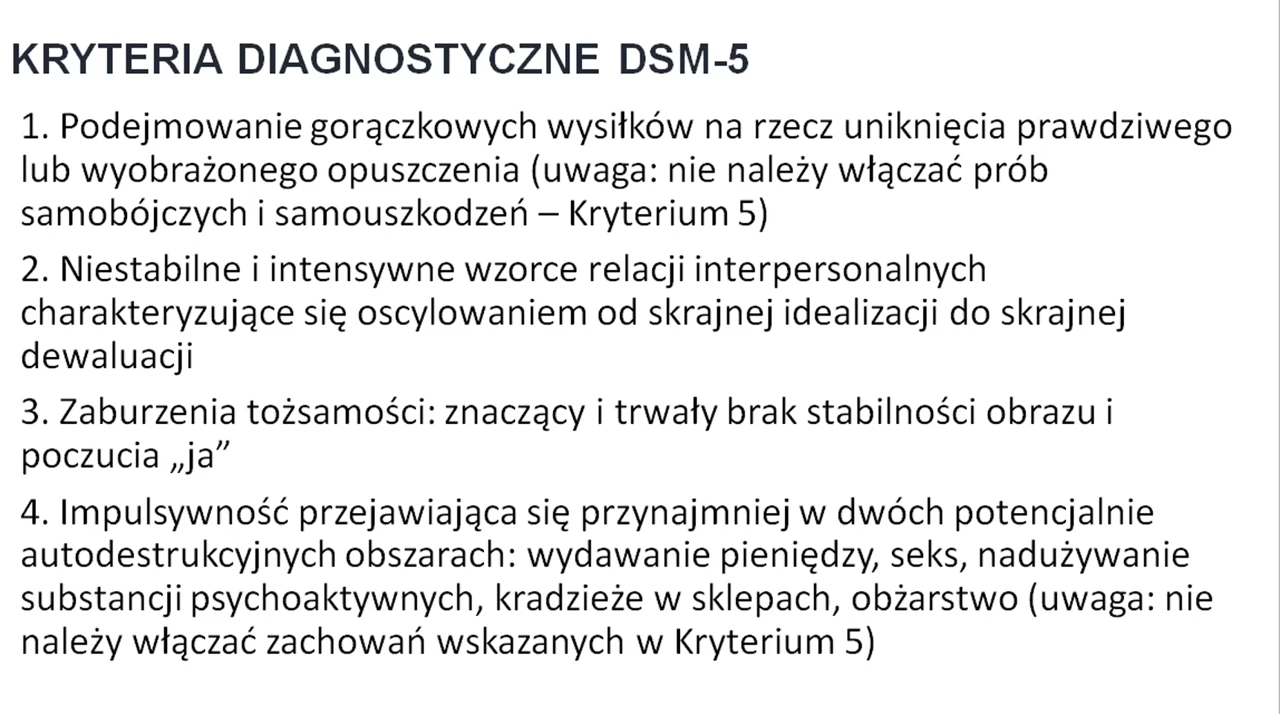 KRYTERIA DIAGNOSTYCZNE DSM-5
1. Podejmowanie gorączkowych wysiłków na rzecz uniknięcia prawdziwego
lub wyobrażonego opuszczenia (uwaga: nie należy włączać prób
samobójczych i samouszkodzeń – Kryterium 5)
2. Niestabilne i intensywne wzorce relacji interpersonalnych
charakteryzujące się oscylowaniem od skrajnej idealizacji do skrajnej
dewaluacji
3. Zaburzenia tożsamości: znaczący i trwały brak stabilności obrazu i
poczucia „ja”
4. Impulsywność przejawiająca się przynajmniej w dwóch potencjalnie
autodestrukcyjnych obszarach: wydawanie pieniędzy, seks, nadużywanie
substancji psychoaktywnych, kradzieże w sklepach, obżarstwo (uwaga: nie
należy włączać zachowań wskazanych w Kryterium 5)